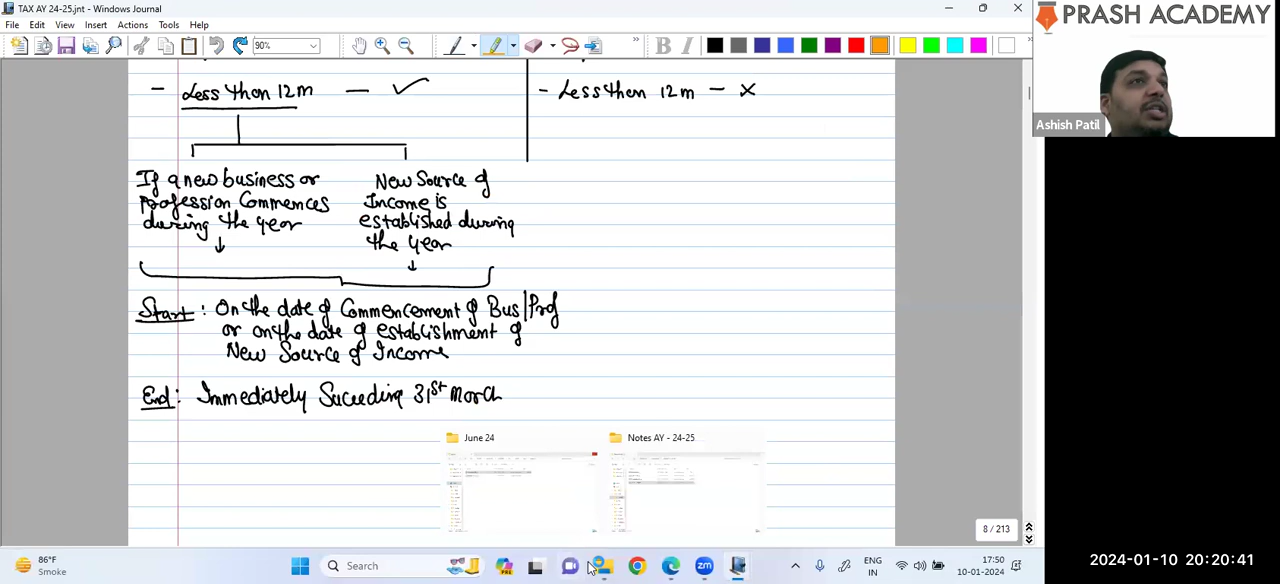 TAX AY 24-25.jnt - Windows Journal
File Edit View Insert Actions Tools Help
90%
PRASH ACADEMY
Ashish Patil
- Less than 12m - ✓
- Less then 12m - ×
If a new business or
profession Commences
during the year
New Source of
Income is
established during
the year
Start: On the date of Commencement of Bus/Prof
or on the date of establishment of
New Source of Income
End: Immediately Suceeding 31st March
June 24
Notes AY - 24-25
8 / 213
86°F
Smoke
Search
ENG
IN
17:50
10-01-2024
2024-01-10 20:20:41